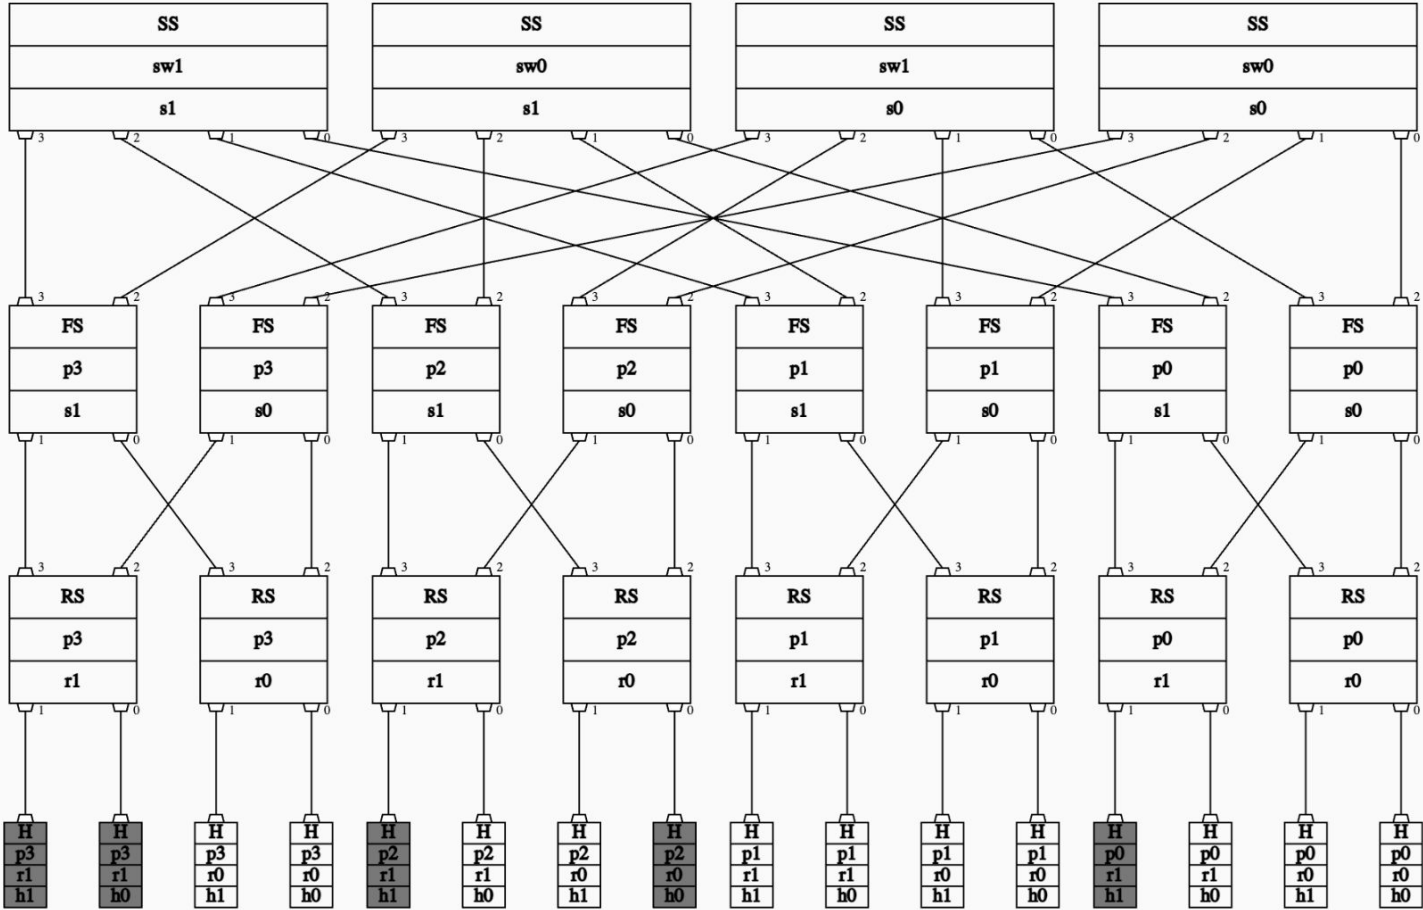 SS SS SS SS
sw1 sw0 sw1 sw0
s1 s1 s0 s0
3 2 1 0 3 2 1 0 3 2 1 0 3 2 1 0
3 2 3 2 3 2 3 2 3 2 3 2 3 2 3 2
FS FS FS FS FS FS FS FS
p3 p3 p2 p2 p1 p1 p0 p0
s1 s0 s1 s0 s1 s0 s1 s0
1 0 1 0 1 0 1 0 1 0 1 0 1 0 1 0
3 2 3 2 3 2 3 2 3 2 3 2 3 2 3 2
RS RS RS RS RS RS RS RS
p3 p3 p2 p2 p1 p1 p0 p0
r1 r0 r1 r0 r1 r0 r1 r0
1 0 1 0 1 0 1 0 1 0 1 0 1 0 1 0
H H H H H H H H H H H H H H H H
p3 p3 p3 p3 p2 p2 p2 p2 p1 p1 p1 p1 p0 p0 p0 p0
r1 r1 r0 r0 r1 r1 r0 r0 r1 r1 r0 r0 r1 r1 r0 r0
h1 h0 h1 h0 h1 h0 h1 h0 h1 h0 h1 h0 h1 h0 h1 h0